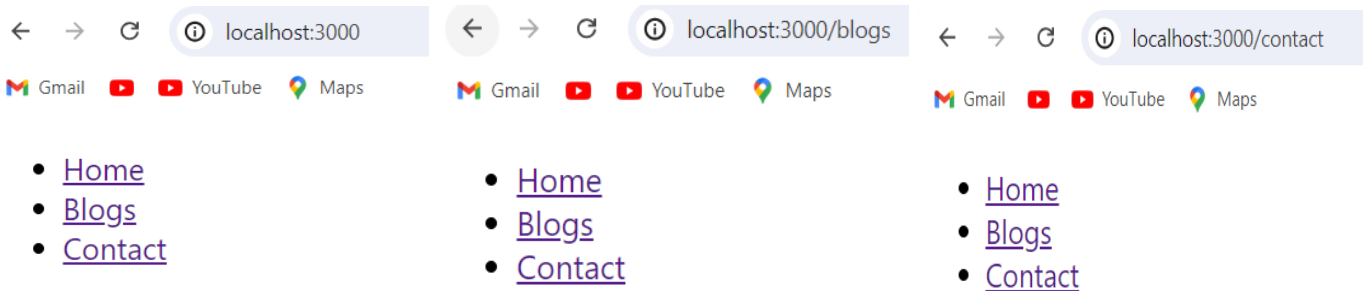 localhost:3000
Gmail YouTube Maps
Home
Blogs
Contact
localhost:3000/blogs
Gmail YouTube Maps
Home
Blogs
Contact
localhost:3000/contact
Gmail YouTube Maps
Home
Blogs
Contact